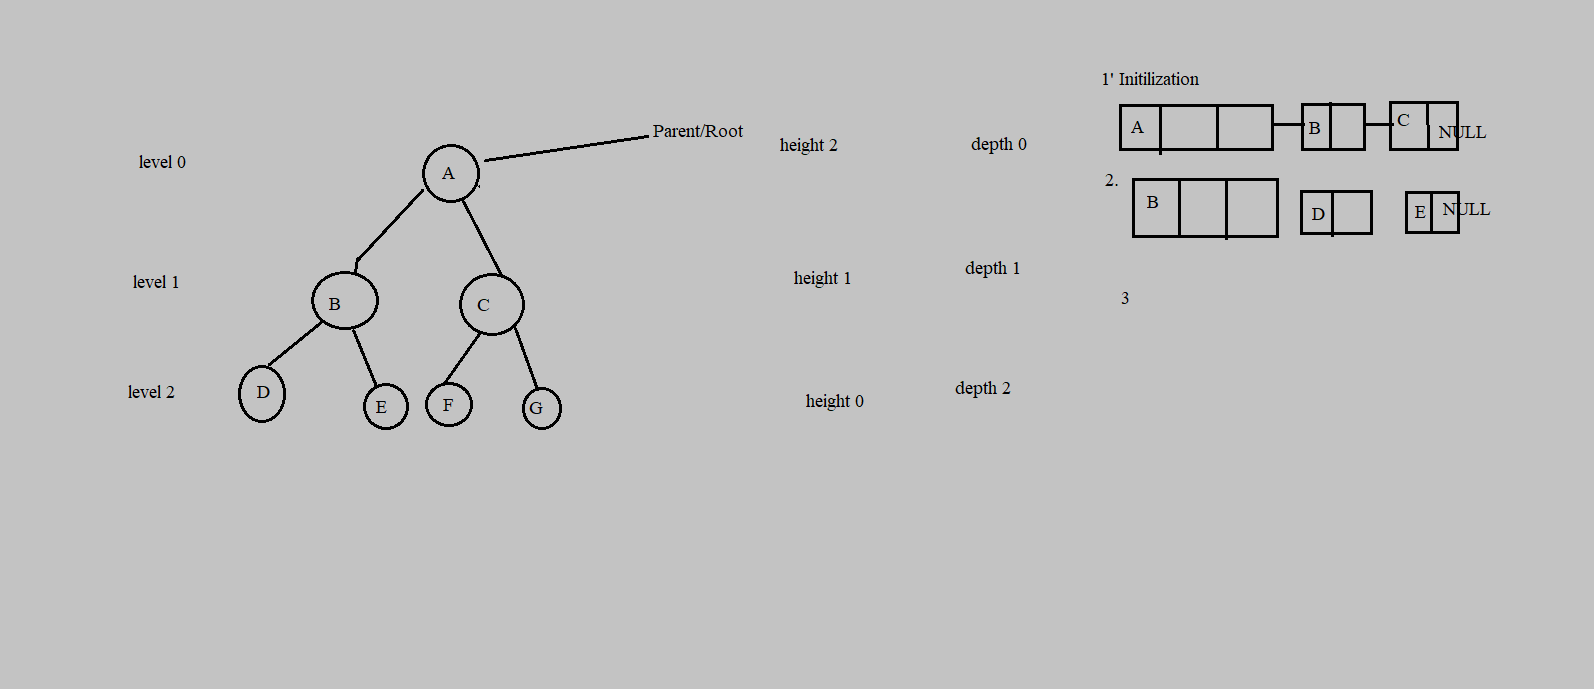 1' Initilization
A B C NULL
Parent/Root
level 0 A height 2 depth 0
2. B D E NULL
level 1 B C height 1 depth 1
3
level 2 D E F G height 0 depth 2